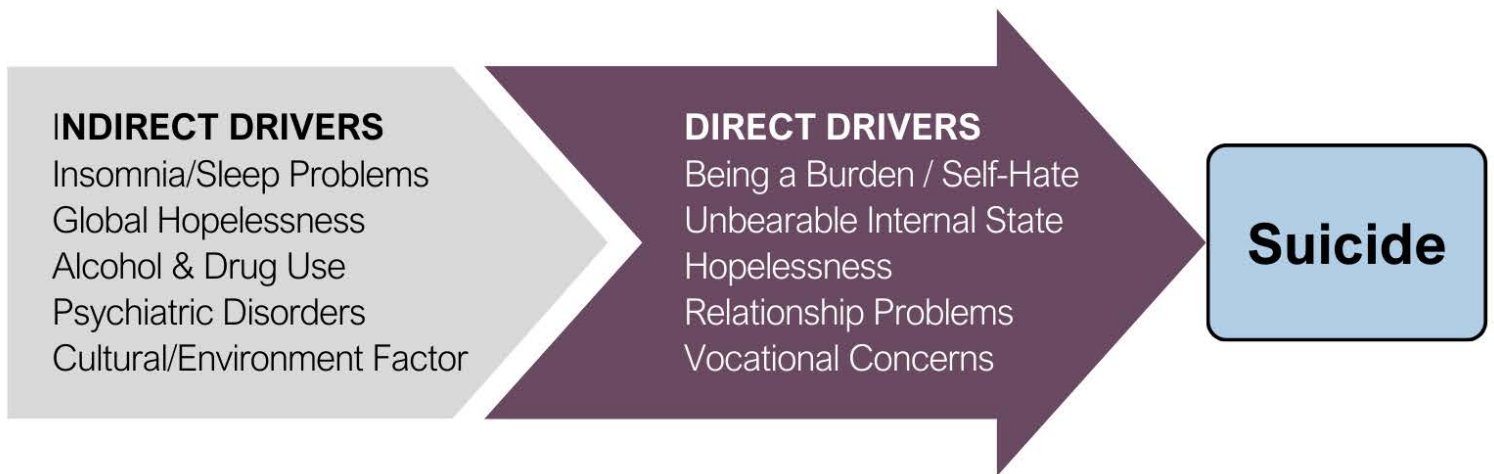 INDIRECT DRIVERS
Insomnia/Sleep Problems
Global Hopelessness
Alcohol & Drug Use
Psychiatric Disorders
Cultural/Environment Factor
DIRECT DRIVERS
Being a Burden / Self-Hate
Unbearable Internal State
Hopelessness
Relationship Problems
Vocational Concerns
Suicide